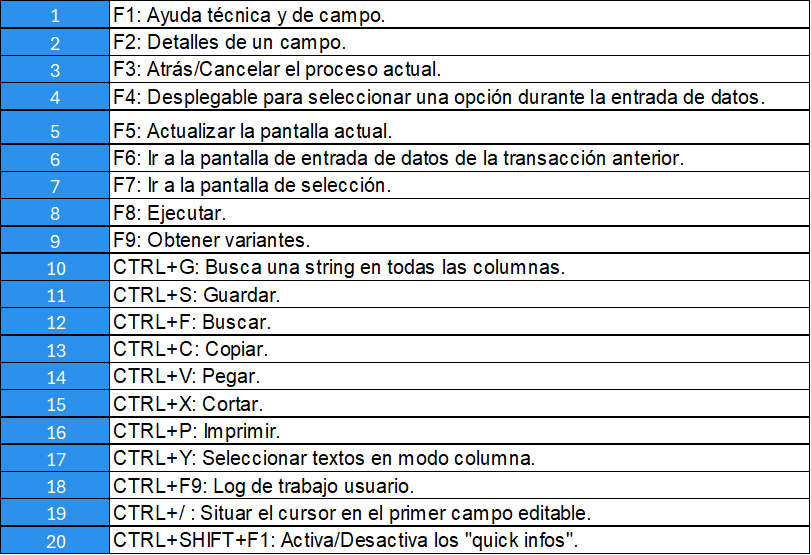 1 F1: Ayuda técnica y de campo.
2 F2: Detalles de un campo.
3 F3: Atrás/Cancelar el proceso actual.
4 F4: Desplegable para seleccionar una opción durante la entrada de datos.
5 F5: Actualizar la pantalla actual.
6 F6: Ir a la pantalla de entrada de datos de la transacción anterior.
7 F7: Ir a la pantalla de selección.
8 F8: Ejecutar.
9 F9: Obtener variantes.
10 CTRL+G: Busca una string en todas las columnas.
11 CTRL+S: Guardar.
12 CTRL+F: Buscar.
13 CTRL+C: Copiar.
14 CTRL+V: Pegar.
15 CTRL+X: Cortar.
16 CTRL+P: Imprimir.
17 CTRL+Y: Seleccionar textos en modo columna.
18 CTRL+F9: Log de trabajo usuario.
19 CTRL+/ : Situar el cursor en el primer campo editable.
20 CTRL+SHIFT+F1: Activa/Desactiva los "quick infos".